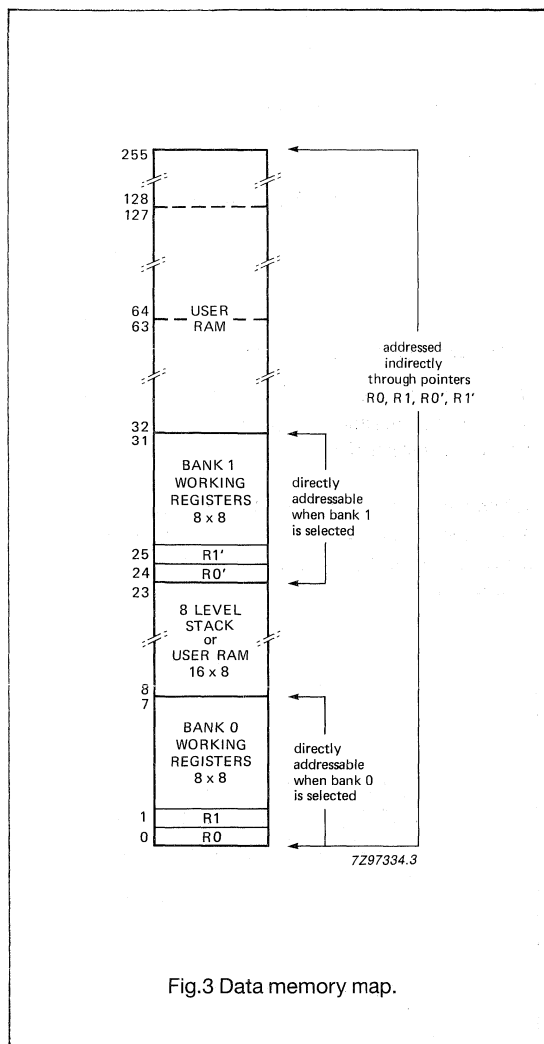 255
128
127
64
63
USER
RAM
addressed
indirectly
through pointers
R0, R1, R0', R1'
32
31
BANK 1
WORKING
REGISTERS
8 x 8
directly
addressable
when bank 1
is selected
25 R1'
24 R0'
23
8 LEVEL
STACK
or
USER RAM
16 x 8
8
7
BANK 0
WORKING
REGISTERS
8 x 8
directly
addressable
when bank 0
is selected
1 R1
0 R0
7Z97334.3
Fig.3 Data memory map.